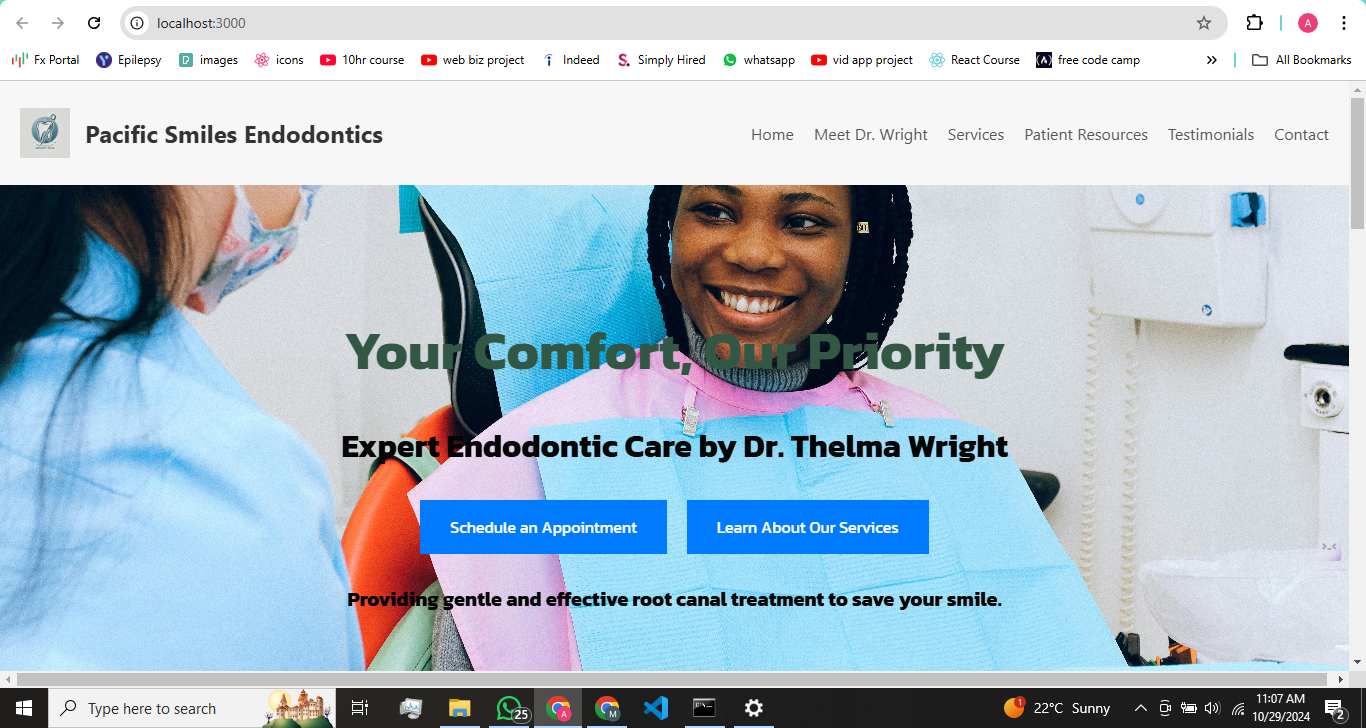 localhost:3000
A
Fx Portal Epilepsy images icons 10hr course web biz project Indeed Simply Hired whatsapp vid app project React Course free code camp » All Bookmarks
Pacific Smiles Endodontics
Home Meet Dr. Wright Services Patient Resources Testimonials Contact
Your Comfort, Our Priority
Expert Endodontic Care by Dr. Thelma Wright
Schedule an Appointment Learn About Our Services
Providing gentle and effective root canal treatment to save your smile.
Type here to search 25 A M 1 22°C Sunny 11:07 AM
10/29/2024 2